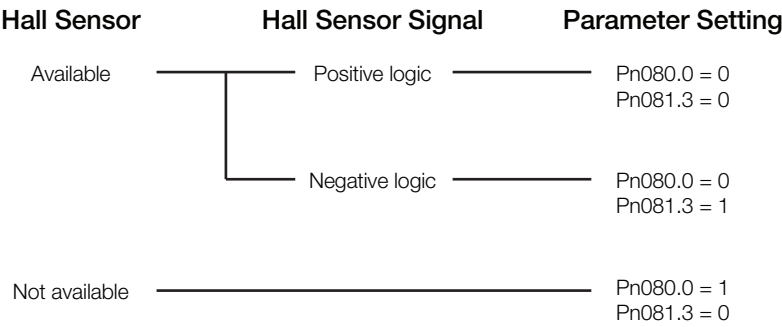 Hall Sensor Hall Sensor Signal Parameter Setting
Available Positive logic Pn080.0 = 0
Pn081.3 = 0
Negative logic Pn080.0 = 0
Pn081.3 = 1
Not available Pn080.0 = 1
Pn081.3 = 0